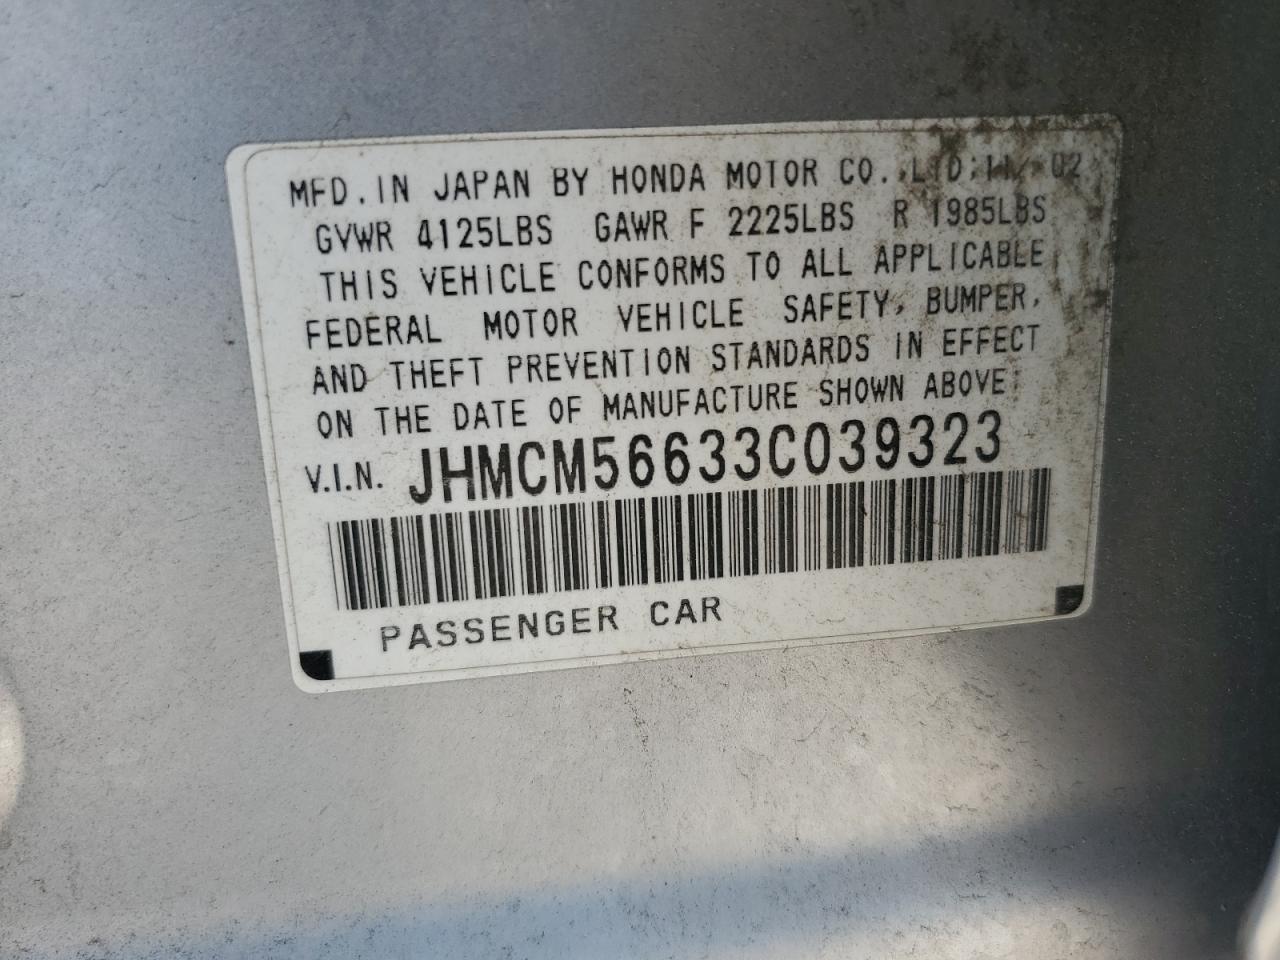 MFD. IN JAPAN BY HONDA MOTOR CO., LTD; 11/02
GVWR 4125LBS GAWR F 2225LBS R 1985LBS
THIS VEHICLE CONFORMS TO ALL APPLICABLE
FEDERAL MOTOR VEHICLE SAFETY, BUMPER,
AND THEFT PREVENTION STANDARDS IN EFFECT
ON THE DATE OF MANUFACTURE SHOWN ABOVE;
V.I.N. JHMCM56633C039323
PASSENGER CAR